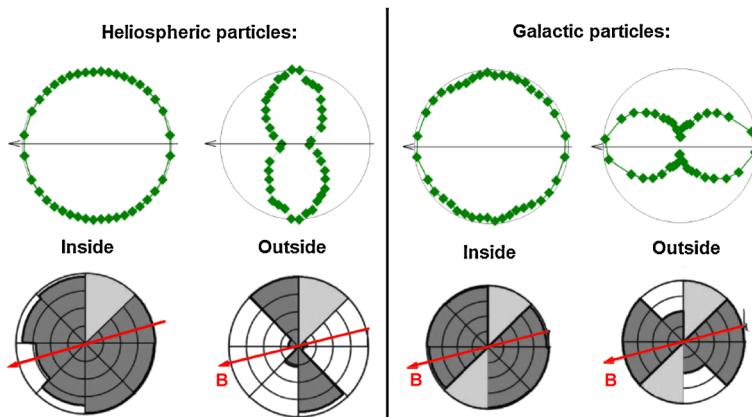 Heliospheric particles:
Galactic particles:
Inside
Outside
Inside
Outside
B
B
B